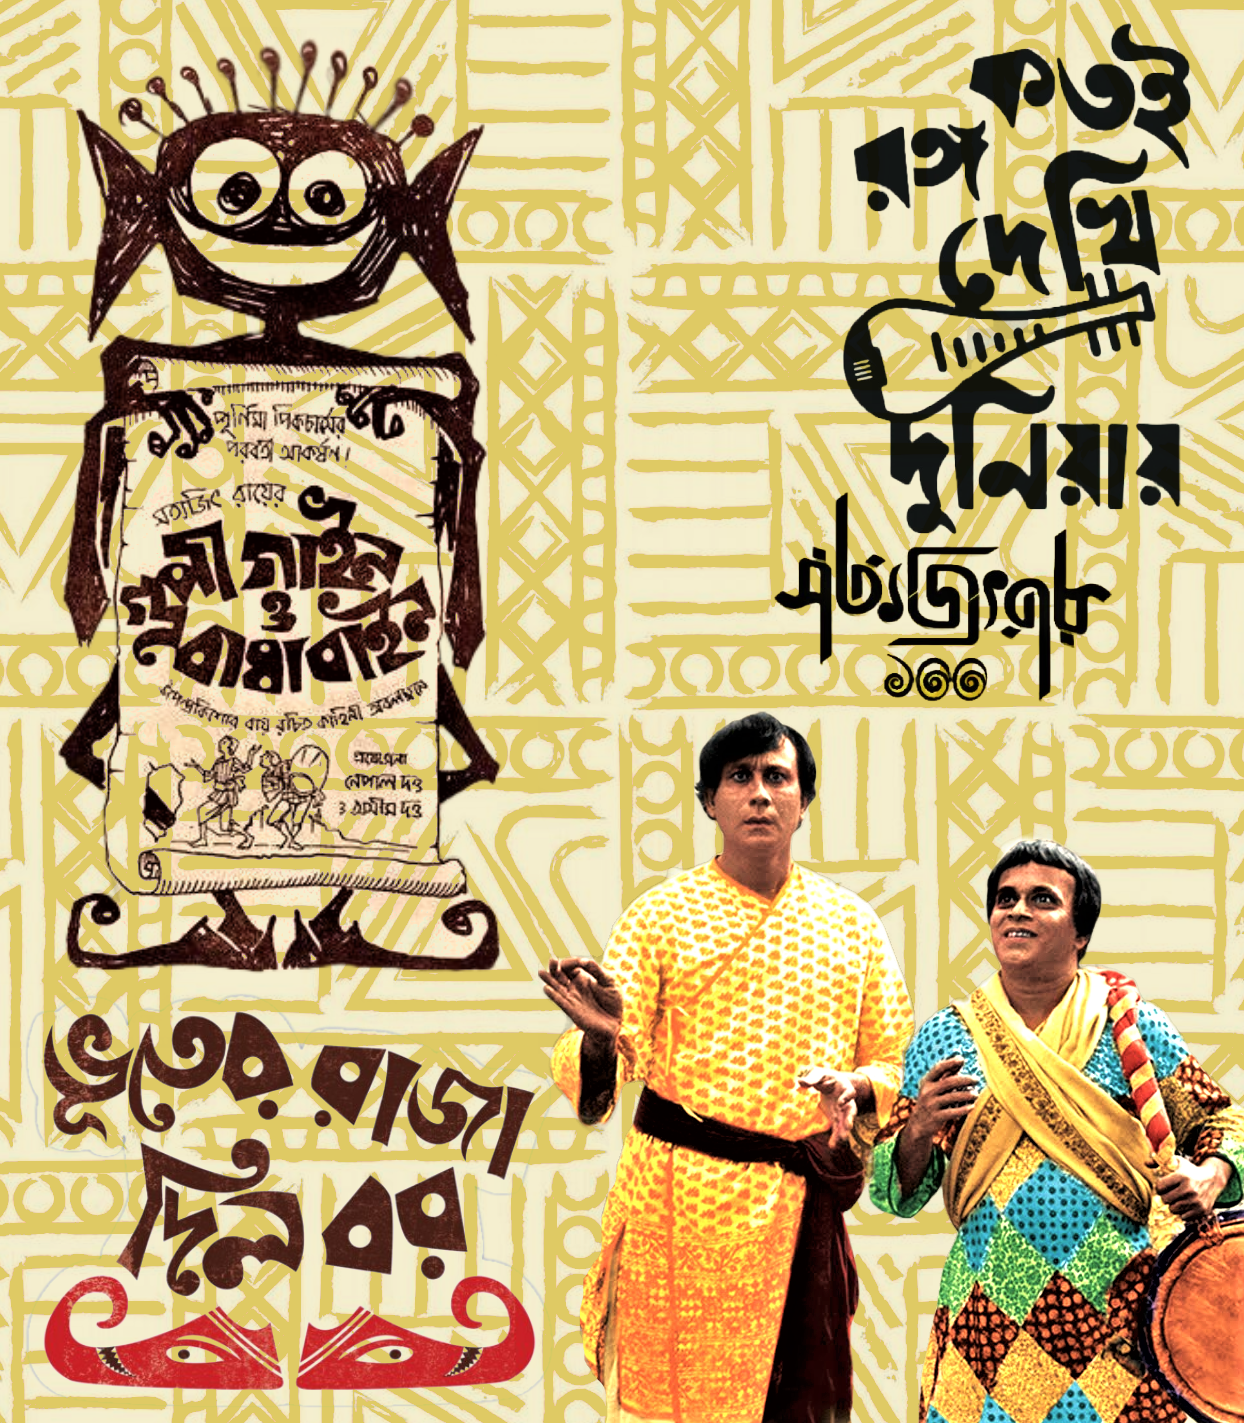 পূর্ণিমা পিকচার্সের
পরবর্তী আকর্ষন।
সত্যজিৎ রায়ের
গুপী গাইন
ও
বাঘা বাইন
উপেন্দ্রকিশোর রায় রচিত কাহিনী অবলম্বনে
প্রযোজনা
নেপাল দত্ত
ও অসীম দত্ত
ভূতের রাজা
দিল বর
কতই
রঙ্গ
দেখি
দুনিয়ায়
সত্যজিৎ রায়
১০০